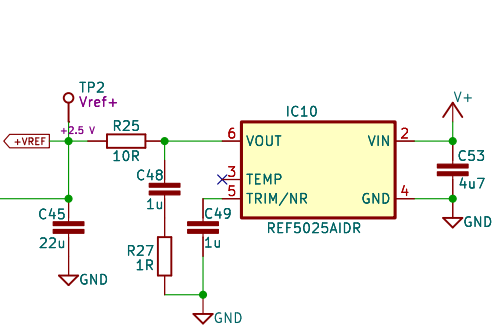 TP2
Vref+
+2.5 V
+VREF
R25
10R
C45
22u
GND
C48
1u
R27
1R
C49
1u
GND
IC10
6
VOUT
VIN
2
3
TEMP
5
TRIM/NR
GND
4
REF5025AIDR
V+
C53
4u7
GND